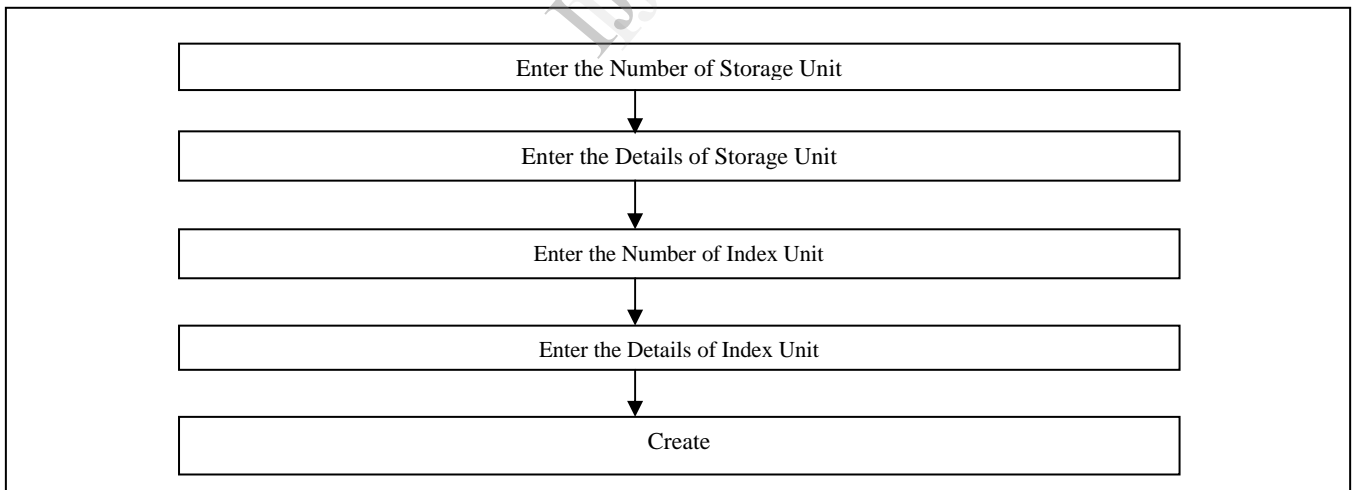 Enter the Number of Storage Unit
Enter the Details of Storage Unit
Enter the Number of Index Unit
Enter the Details of Index Unit
Create